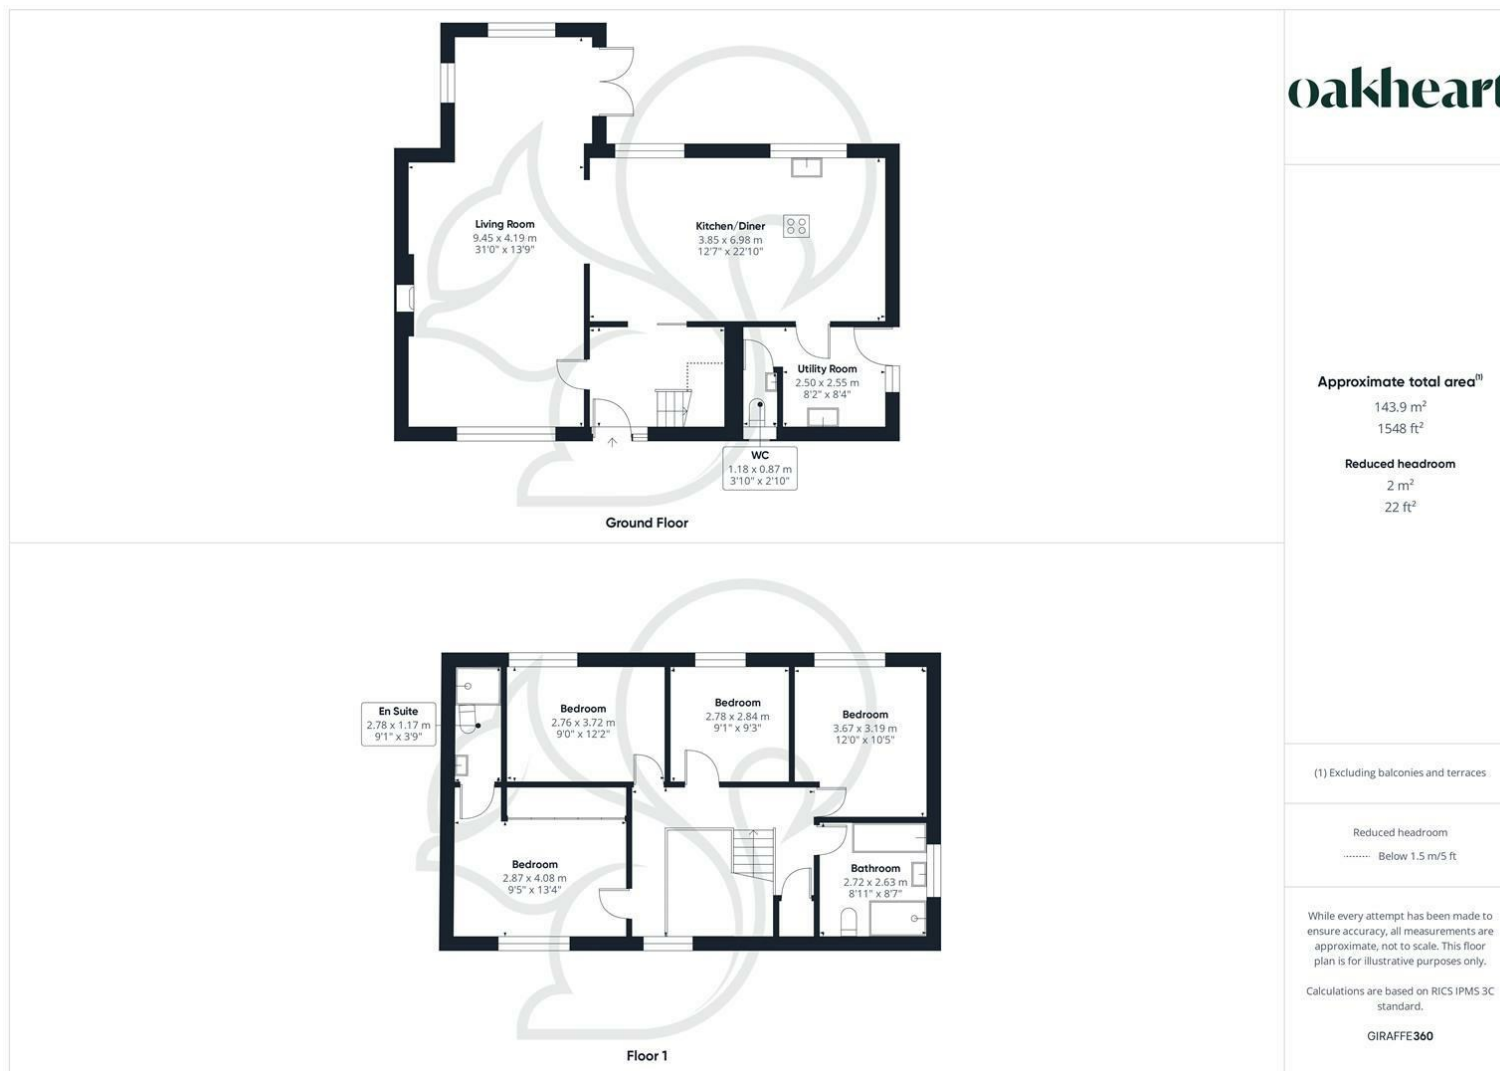 Living Room
9.45 x 4.19 m
31'0" x 13'9"
Kitchen/Diner
3.85 x 6.98 m
12'7" x 22'10"
Utility Room
2.50 x 2.55 m
8'2" x 8'4"
WC
1.18 x 0.87 m
3'10" x 2'10"
Ground Floor
En Suite
2.78 x 1.17 m
9'1" x 3'9"
Bedroom
2.76 x 3.72 m
9'0" x 12'2"
Bedroom
2.78 x 2.84 m
9'1" x 9'3"
Bedroom
3.67 x 3.19 m
12'0" x 10'5"
Bedroom
2.87 x 4.08 m
9'5" x 13'4"
Bathroom
2.72 x 2.63 m
8'11" x 8'7"
Floor 1
oakheart
Approximate total area(1)
143.9 m²
1548 ft²
Reduced headroom
2 m²
22 ft²
(1) Excluding balconies and terraces
Reduced headroom
Below 1.5 m/5 ft
While every attempt has been made to
ensure accuracy, all measurements are
approximate, not to scale. This floor
plan is for illustrative purposes only.
Calculations are based on RICS IPMS 3C
standard.
GIRAFFE360